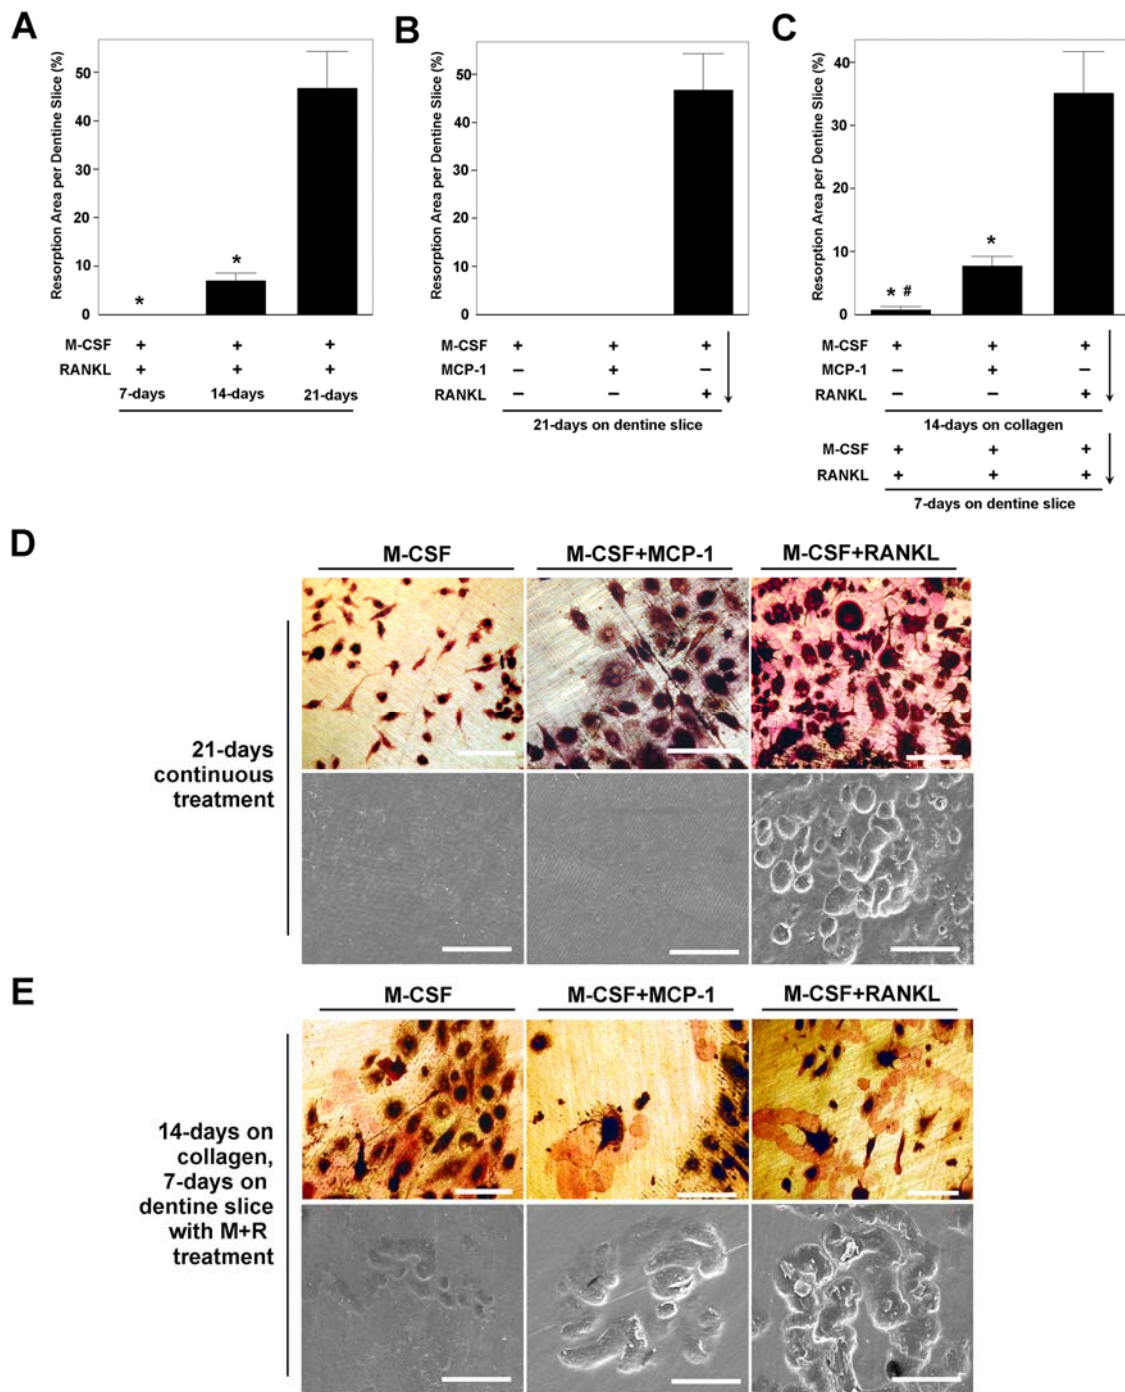 A
Resorption Area per Dentine Slice (%)
50
40
30
20
10
0
*
*
M-CSF + + +
RANKL + + +
7-days 14-days 21-days
B
Resorption Area per Dentine Slice (%)
50
40
30
20
10
0
M-CSF + + +
MCP-1 – + –
RANKL – – +
21-days on dentine slice
C
Resorption Area per Dentine Slice (%)
40
30
20
10
0
* #
*
M-CSF + + +
MCP-1 – + –
RANKL – – +
14-days on collagen
M-CSF + + +
RANKL + + +
7-days on dentine slice
D
M-CSF M-CSF+MCP-1 M-CSF+RANKL
21-days
continuous
treatment
E
M-CSF M-CSF+MCP-1 M-CSF+RANKL
14-days on
collagen,
7-days on
dentine slice
with M+R
treatment